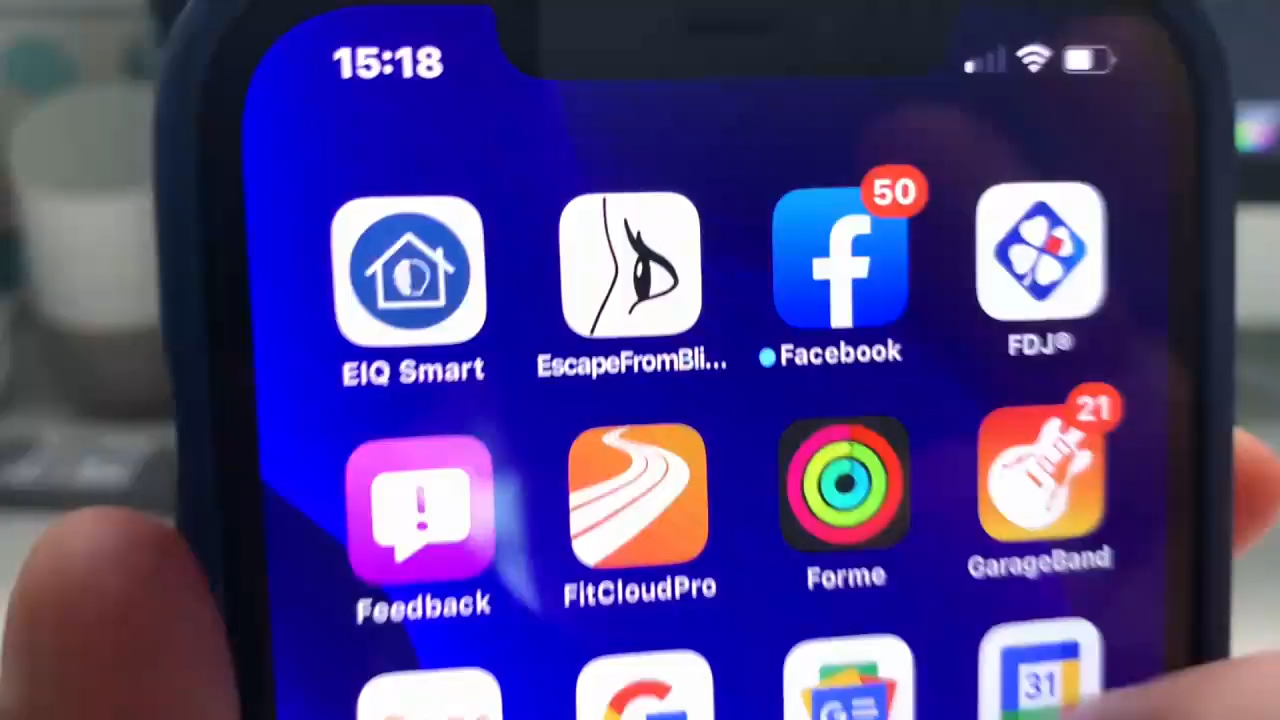 15:18
50
EIQ Smart
EscapeFromBli...
Facebook
FDJ®
21
Feedback
FitCloudPro
Forme
GarageBand
31